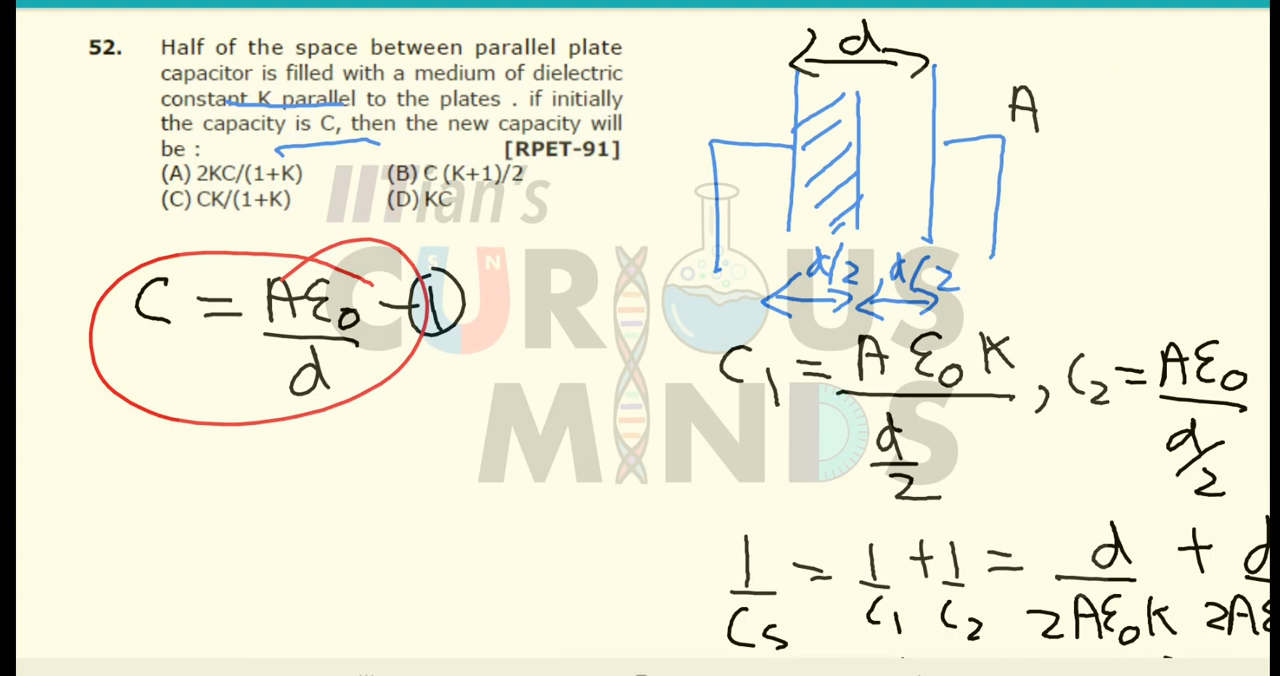 52. Half of the space between parallel plate
capacitor is filled with a medium of dielectric
constant K parallel to the plates . if initially
the capacity is C, then the new capacity will
be : [RPET-91]
(A) 2KC/(1+K) (B) C (K+1)/2
(C) CK/(1+K) (D) KC
IITian's
CURIOUS
MINDS
S N
d
A
d/2 d/2
C = Aε₀/d -①
C₁ = Aε₀K/(d/2) , C₂ = Aε₀/(d/2)
1/Cs = 1/C₁ + 1/C₂ = d/2Aε₀K +